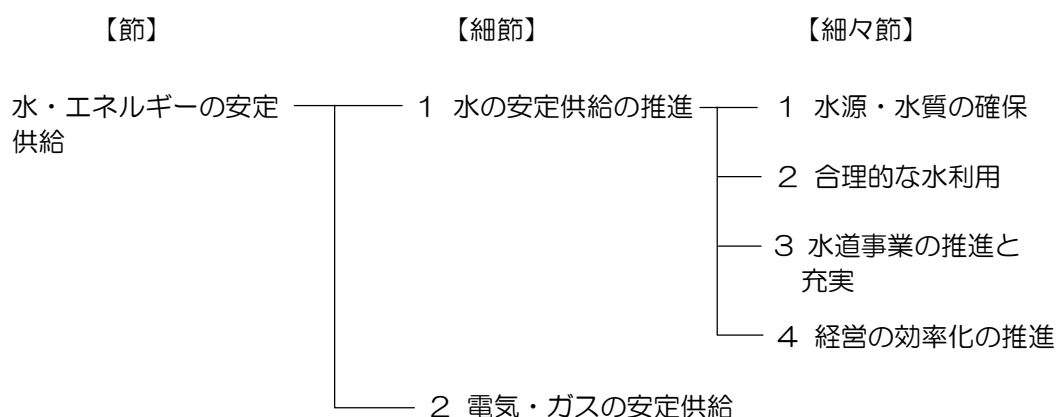 【節】 【細節】 【細々節】
水・エネルギーの安定供給
1 水の安定供給の推進
1 水源・水質の確保
2 合理的な水利用
3 水道事業の推進と
充実
4 経営の効率化の推進
2 電気・ガスの安定供給